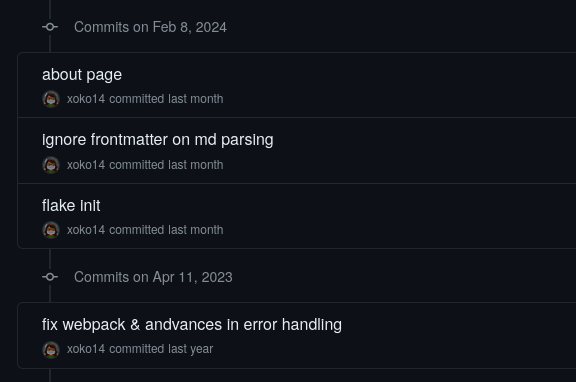 Commits on Feb 8, 2024
about page
xoko14 committed last month
ignore frontmatter on md parsing
xoko14 committed last month
flake init
xoko14 committed last month
Commits on Apr 11, 2023
fix webpack & andvances in error handling
xoko14 committed last year